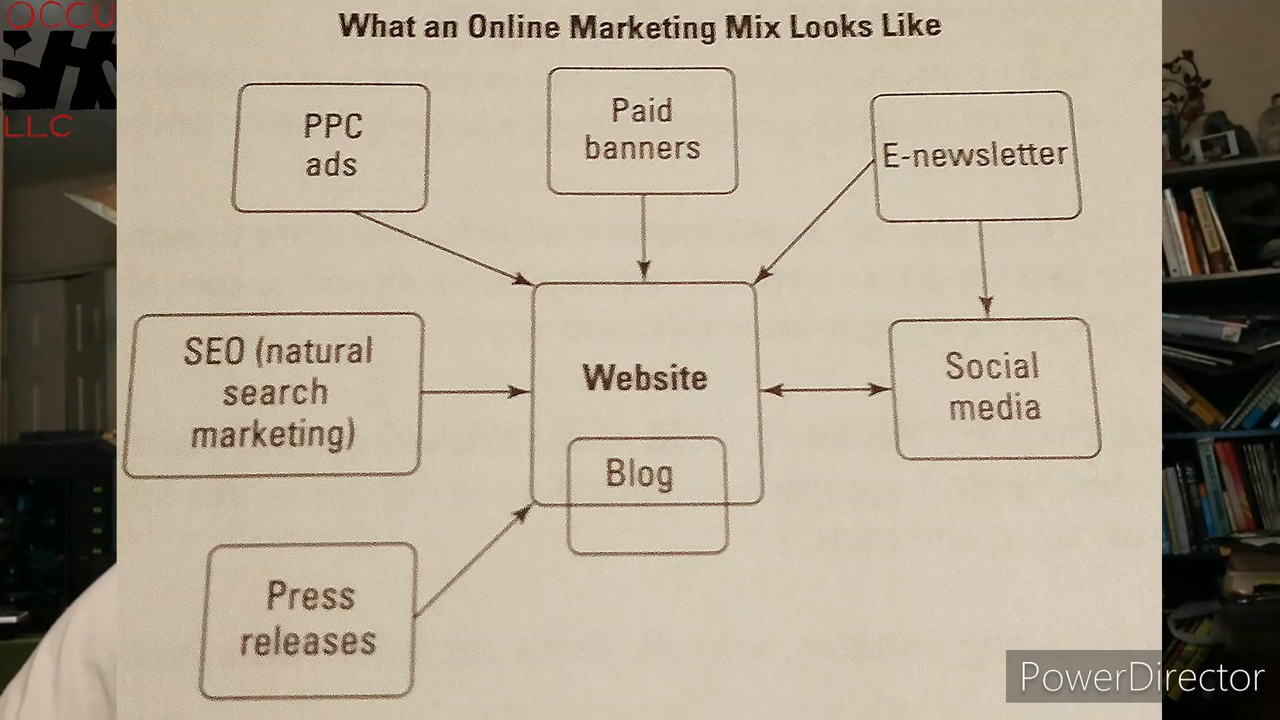 OCCU
LLC
What an Online Marketing Mix Looks Like
PPC
ads
Paid
banners
E-newsletter
SEO (natural
search
marketing)
Website
Social
media
Blog
Press
releases
PowerDirector